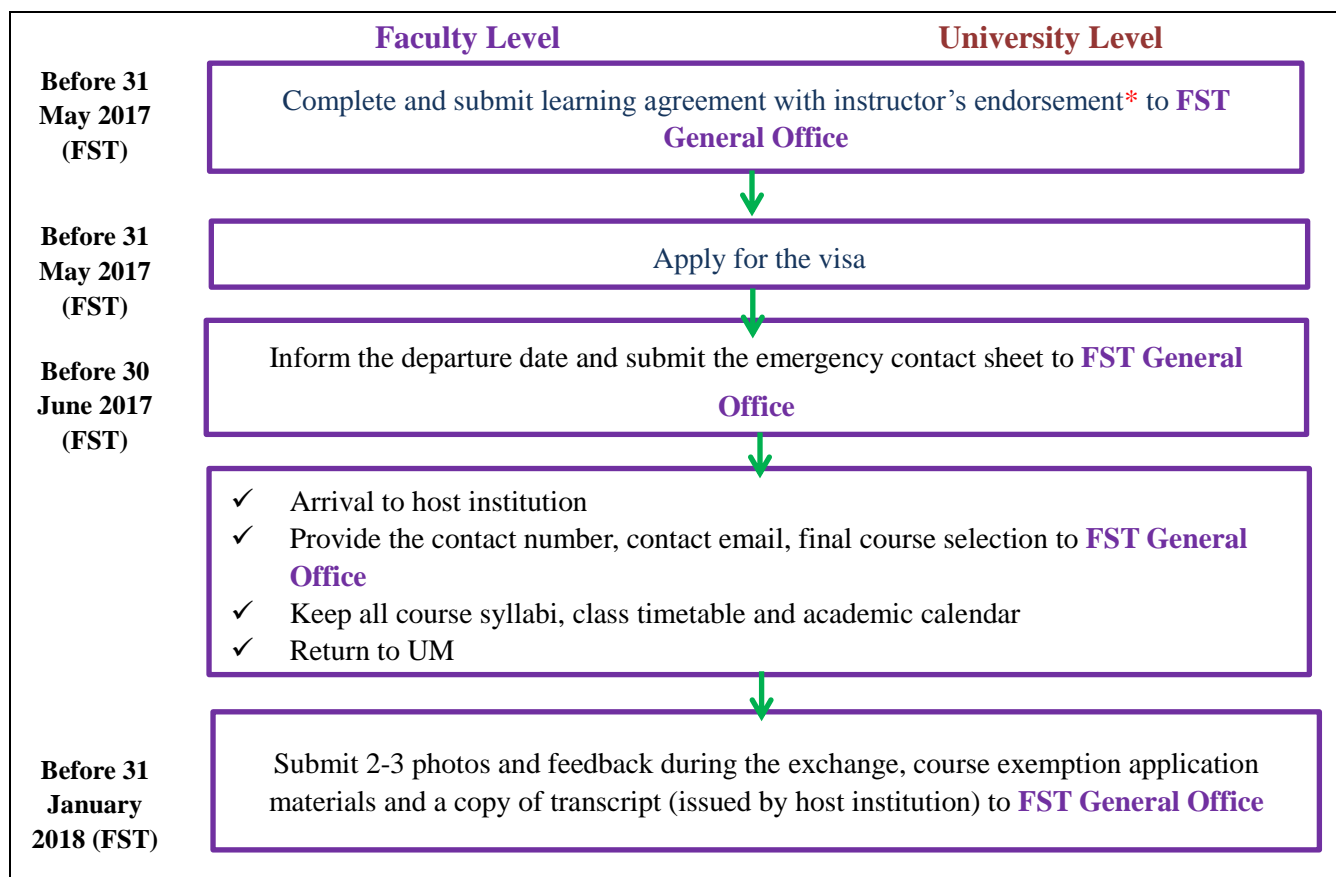 Faculty Level University Level
Before 31
May 2017
(FST)
Complete and submit learning agreement with instructor’s endorsement* to FST
General Office
Before 31
May 2017
(FST)
Apply for the visa
Before 30
June 2017
(FST)
Inform the departure date and submit the emergency contact sheet to FST General
Office
✓ Arrival to host institution
✓ Provide the contact number, contact email, final course selection to FST General
Office
✓ Keep all course syllabi, class timetable and academic calendar
✓ Return to UM
Before 31
January
2018 (FST)
Submit 2-3 photos and feedback during the exchange, course exemption application
materials and a copy of transcript (issued by host institution) to FST General Office